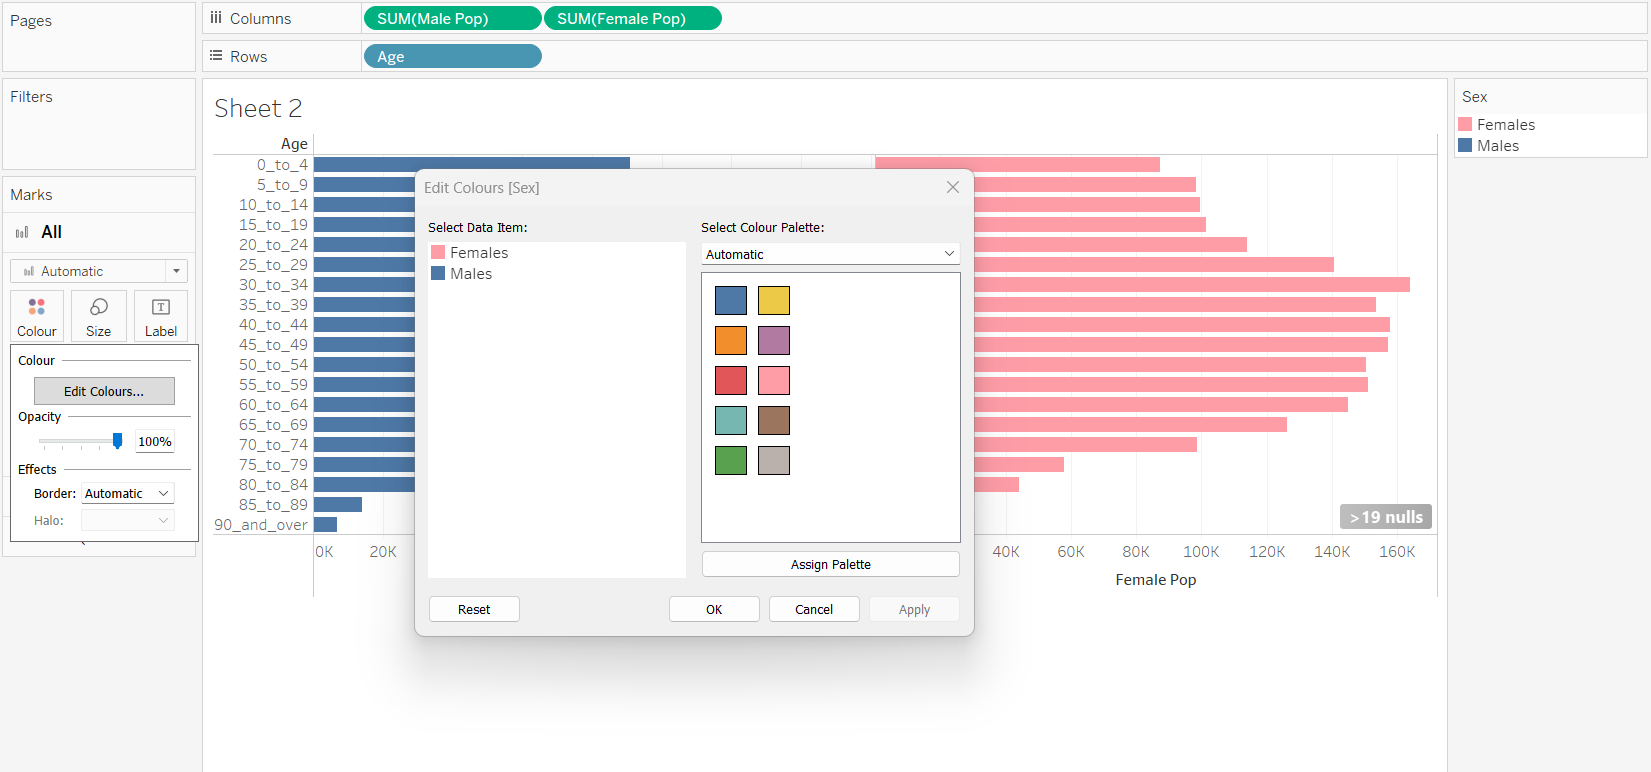 Pages
Columns
SUM(Male Pop)
SUM(Female Pop)
Rows
Age
Filters
Marks
All
Automatic
Colour
Size
Label
Colour
Edit Colours...
Opacity
100%
Effects
Border:
Automatic
Halo:
Sheet 2
Age
0_to_4
5_to_9
10_to_14
15_to_19
20_to_24
25_to_29
30_to_34
35_to_39
40_to_44
45_to_49
50_to_54
55_to_59
60_to_64
65_to_69
70_to_74
75_to_79
80_to_84
85_to_89
90_and_over
0K
20K
Edit Colours [Sex]
Select Data Item:
Females
Males
Select Colour Palette:
Automatic
Assign Palette
Reset
OK
Cancel
Apply
>19 nulls
40K
60K
80K
100K
120K
140K
160K
Female Pop
Sex
Females
Males